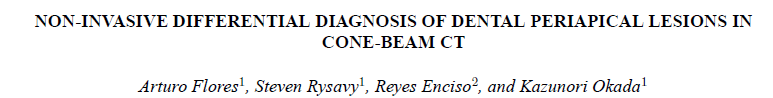 NON-INVASIVE DIFFERENTIAL DIAGNOSIS OF DENTAL PERIAPICAL LESIONS IN
CONE-BEAM CT
Arturo Flores¹, Steven Rysavy¹, Reyes Enciso², and Kazunori Okada¹